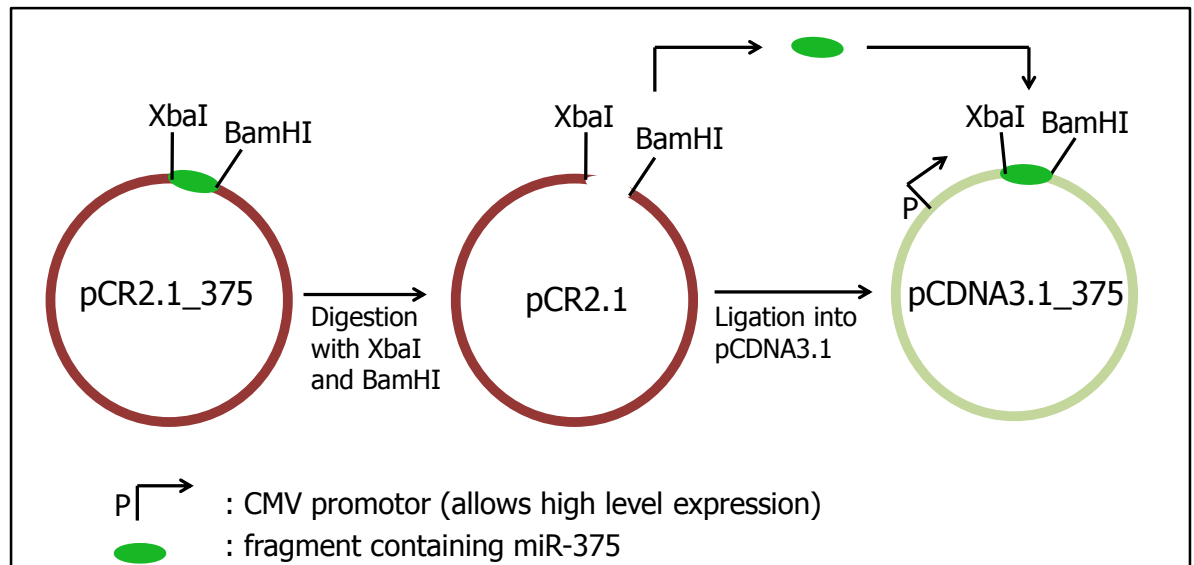 XbaI
BamHI
pCR2.1_375
Digestion
with XbaI
and BamHI
XbaI
BamHI
pCR2.1
Ligation into
pCDNA3.1
XbaI
BamHI
P
pCDNA3.1_375
P : CMV promotor (allows high level expression)
: fragment containing miR-375